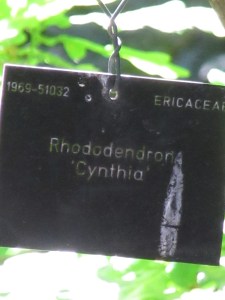 1969-51032 ERICACEAE
Rhododendron
'Cynthia'